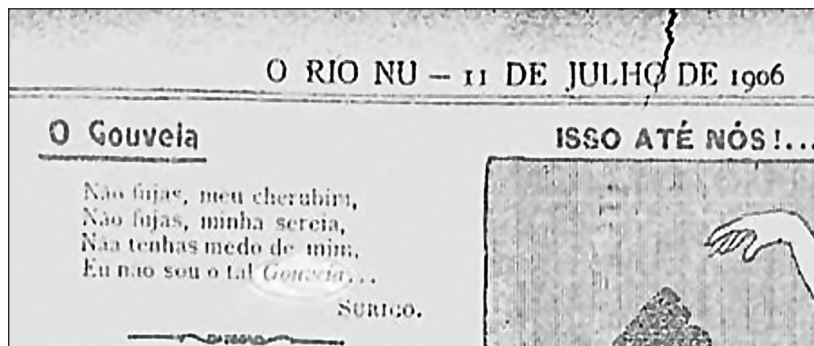 O RIO NU — 11 DE JULHO DE 1906
O Gouveia
Não fujas, meu cherubim,
Não fujas, minha sereia,
Não tenhas medo de mim,
Eu não sou o tal Gouveia...
SURIGO.
ISSO ATÉ NÓS!...